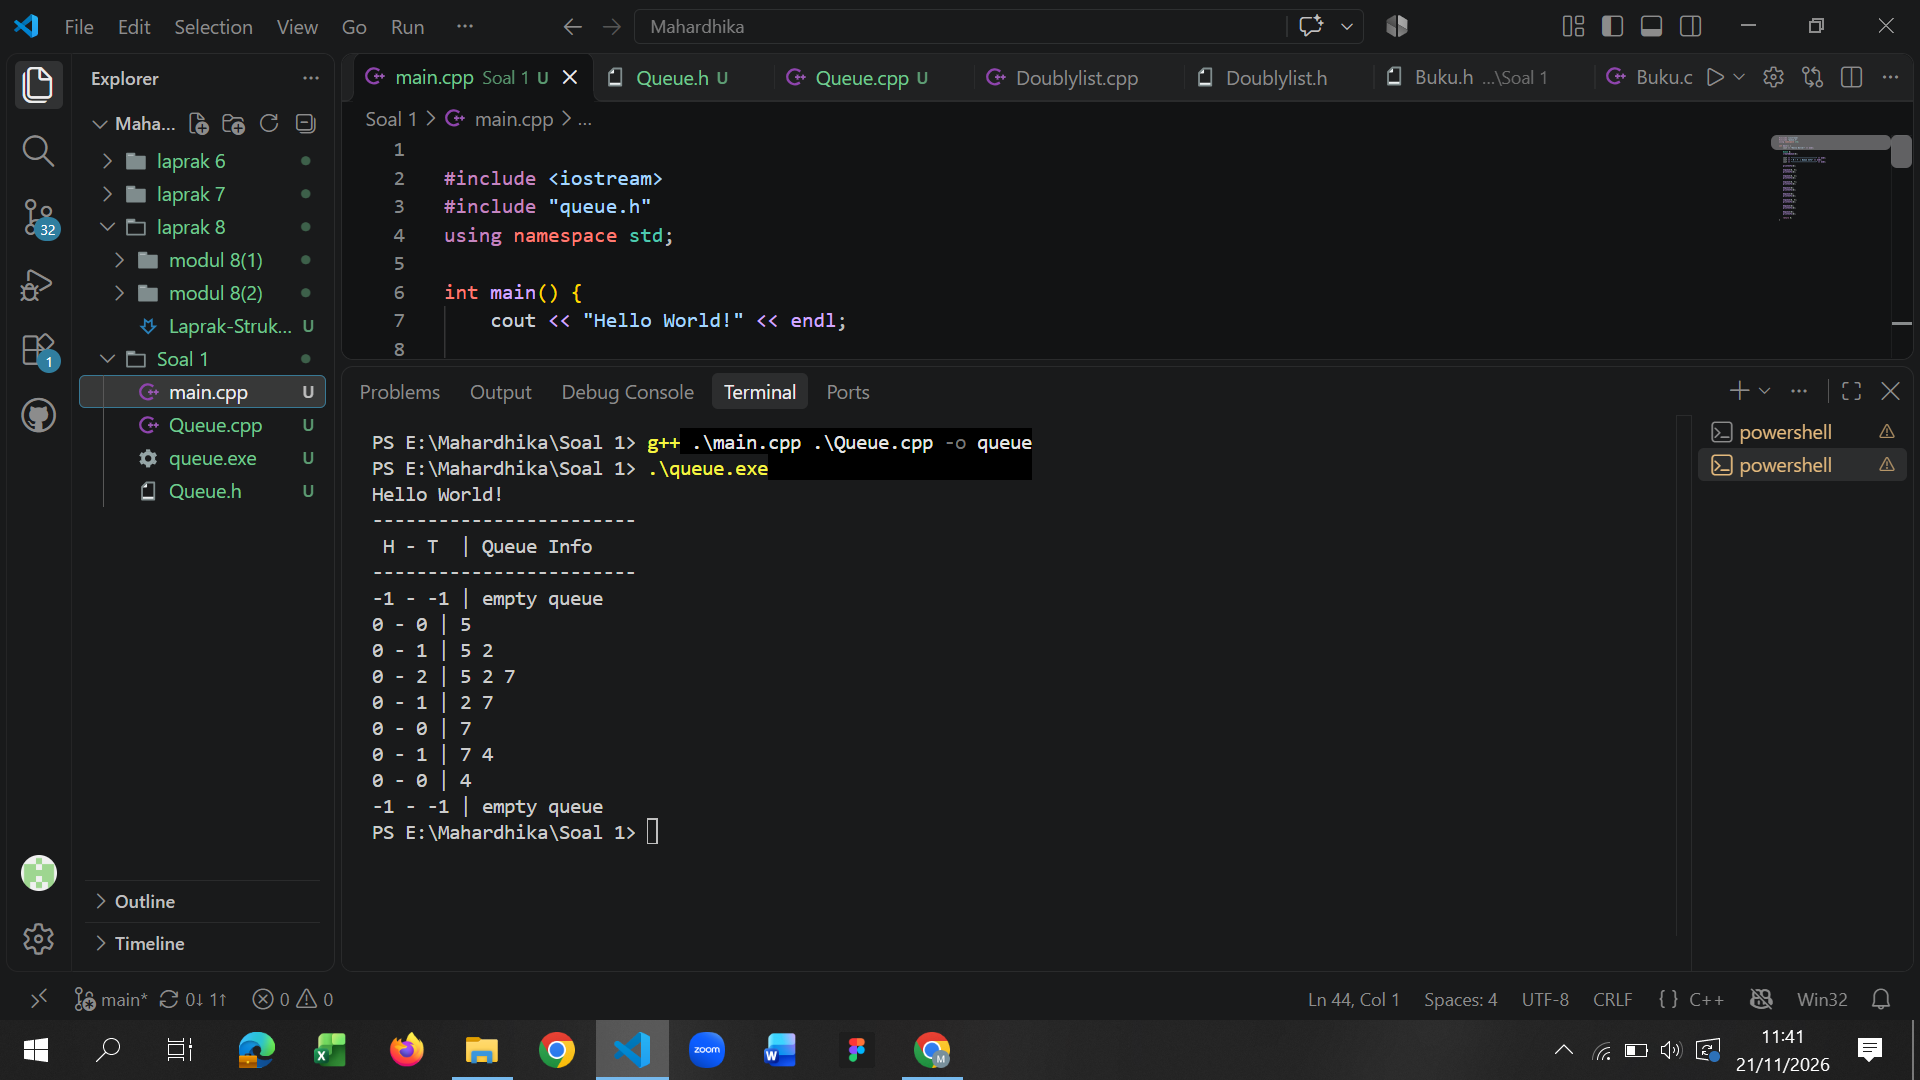 File Edit Selection View Go Run ···
Mahardhika
Explorer ···
Maha...
laprak 6
laprak 7
laprak 8
modul 8(1)
modul 8(2)
Laprak-Struk... U
Soal 1
main.cpp U
Queue.cpp U
queue.exe U
Queue.h U
Outline
Timeline
32
1
main.cpp Soal 1 U
Queue.h U
Queue.cpp U
Doublylist.cpp
Doublylist.h
Buku.h ...\Soal 1
Buku.c
Soal 1 > main.cpp > ...
1
2 #include <iostream>
3 #include "queue.h"
4 using namespace std;
5
6 int main() {
7 cout << "Hello World!" << endl;
8
Problems Output Debug Console Terminal Ports
PS E:\Mahardhika\Soal 1> g++ .\main.cpp .\Queue.cpp -o queue
PS E:\Mahardhika\Soal 1> .\queue.exe
Hello World!
------------------------
H - T | Queue Info
------------------------
-1 - -1 | empty queue
0 - 0 | 5
0 - 1 | 5 2
0 - 2 | 5 2 7
0 - 1 | 2 7
0 - 0 | 7
0 - 1 | 7 4
0 - 0 | 4
-1 - -1 | empty queue
PS E:\Mahardhika\Soal 1>
powershell
powershell
main* 0↓ 1↑ 0 0
Ln 44, Col 1 Spaces: 4 UTF-8 CRLF {} C++ Win32
zoom
11:41
21/11/2026